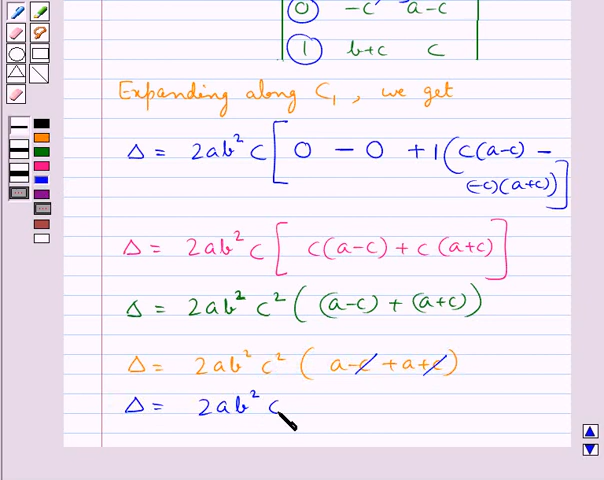 0 -c a-c
1 b+c c
Expanding along C₁, we get
Δ = 2ab²c [ 0 - 0 + 1 (c(a-c) -
(-c)(a+c)) ]
Δ = 2ab²c [ c(a-c) + c(a+c) ]
Δ = 2ab²c² ( (a-c) + (a+c) )
Δ = 2ab²c² ( a-c + a+c )
Δ = 2ab²c